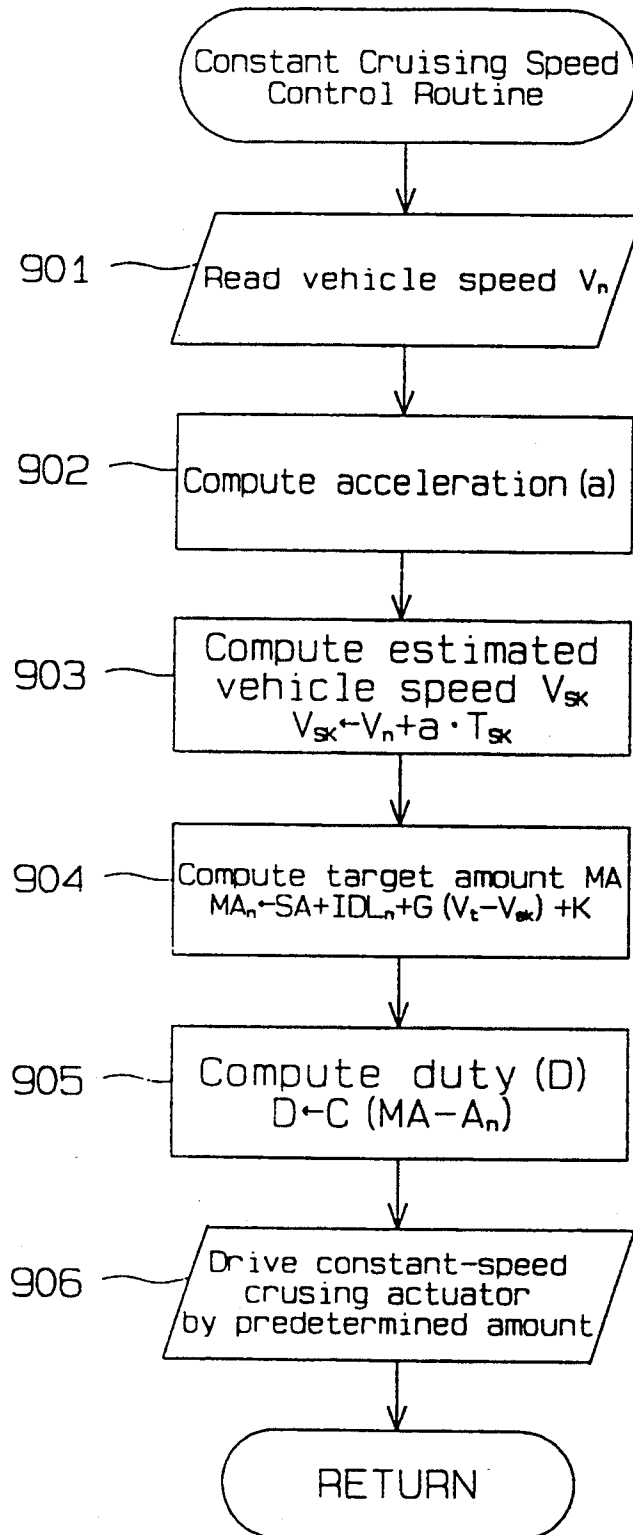 Constant Cruising Speed
Control Routine
901
Read vehicle speed Vn
902
Compute acceleration (a)
903
Compute estimated
vehicle speed VSK
VSK←Vn+a・TSK
904
Compute target amount MA
MAn←SA+IDLn+G (Vt−Vsk) +K
905
Compute duty (D)
D←C (MA−An)
906
Drive constant-speed
crusing actuator
by predetermined amount
RETURN